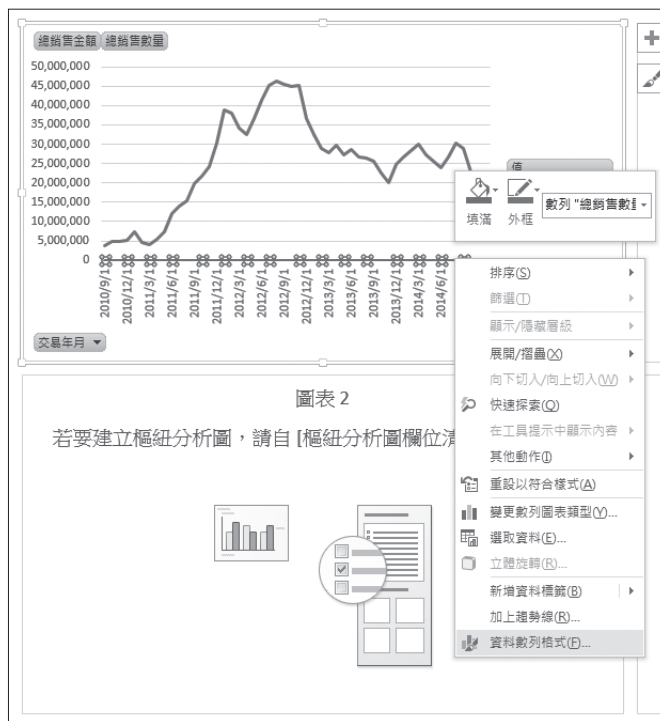 總銷售金額 總銷售數量
50,000,000
45,000,000
40,000,000
35,000,000
30,000,000
25,000,000
20,000,000
15,000,000
10,000,000
5,000,000
0
2010/9/1
2010/12/1
2011/3/1
2011/6/1
2011/9/1
2011/12/1
2012/3/1
2012/6/1
2012/9/1
2012/12/1
2013/3/1
2013/6/1
2013/9/1
2013/12/1
2014/3/1
2014/6/1
交易年月
值
填滿 外框 數列 "總銷售數量
排序(S)
篩選(T)
顯示/隱藏層級
展開/摺疊(X)
向下切入/向上切入(W)
快速探索(Q)
在工具提示中顯示內容
其他動作(I)
重設以符合樣式(A)
變更數列圖表類型(Y)...
選取資料(E)...
立體旋轉(R)...
新增資料標籤(B)
加上趨勢線(R)...
資料數列格式(F)...
圖表 2
若要建立樞紐分析圖，請自 [樞紐分析圖欄位清